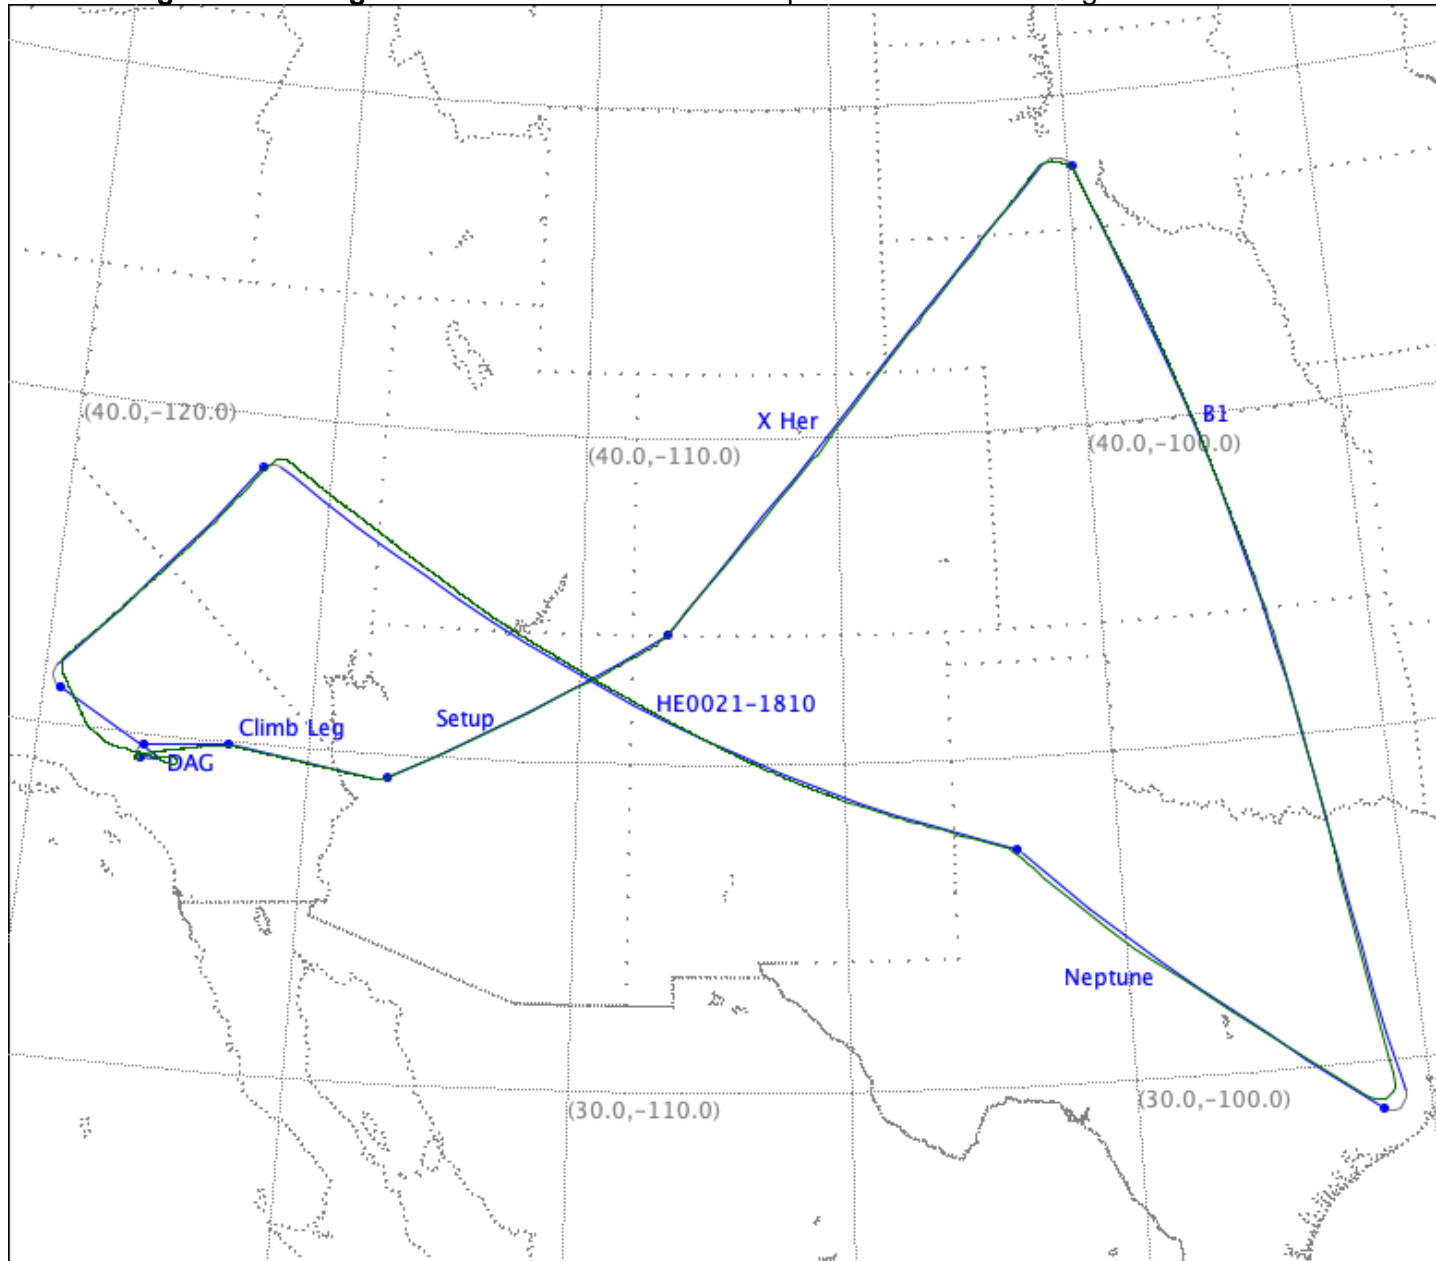 (40.0,-120.0)
X Her
B1
(40.0,-100.0)
(40.0,-110.0)
HE0021-1810
Setup
Climb Leg
DAG
Neptune
(30.0,-100.0)
(30.0,-110.0)